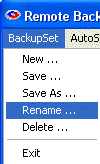 Remote Back
BackupSet AutoS
New ...
Save ...
Save As ...
Rename ...
Delete ...
Exit